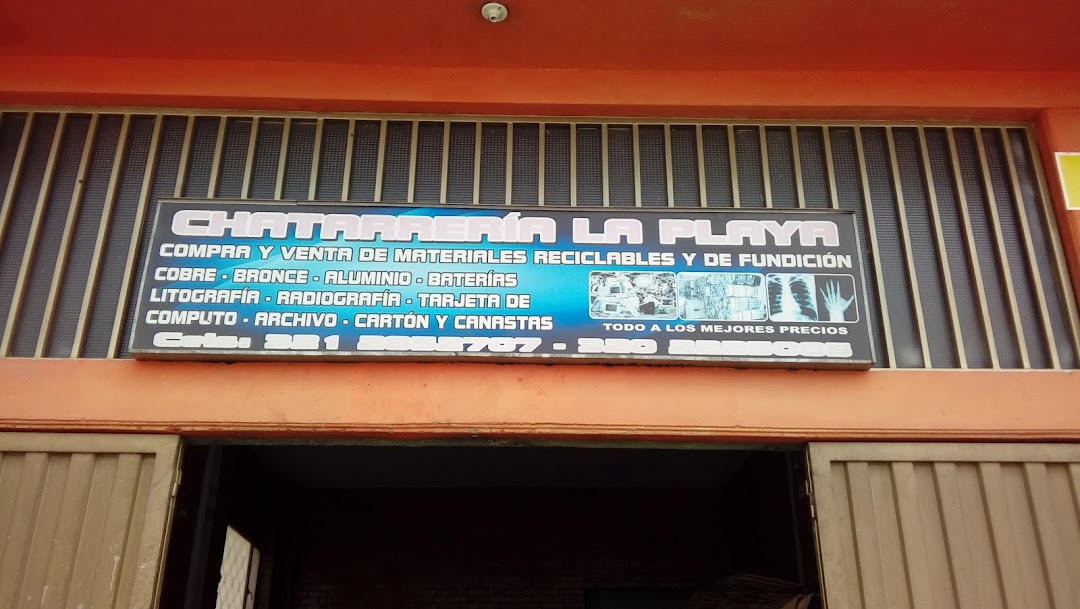 CHATARRERÍA LA PLAYA
COMPRA Y VENTA DE MATERIALES RECICLABLES Y DE FUNDICIÓN
COBRE - BRONCE - ALUMINIO - BATERÍAS
LITOGRAFÍA - RADIOGRAFÍA - TARJETA DE
COMPUTO - ARCHIVO - CARTÓN Y CANASTAS
TODO A LOS MEJORES PRECIOS
Cels.: 321 - 320